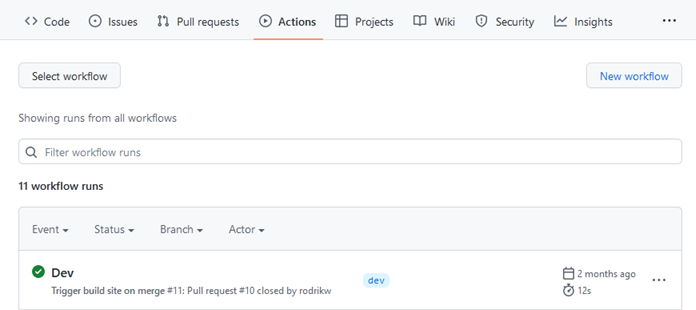 Code Issues Pull requests Actions Projects Wiki Security Insights
Select workflow New workflow
Showing runs from all workflows
Filter workflow runs
11 workflow runs
Event Status Branch Actor
Dev dev 2 months ago
Trigger build site on merge #11: Pull request #10 closed by rodrikw 12s